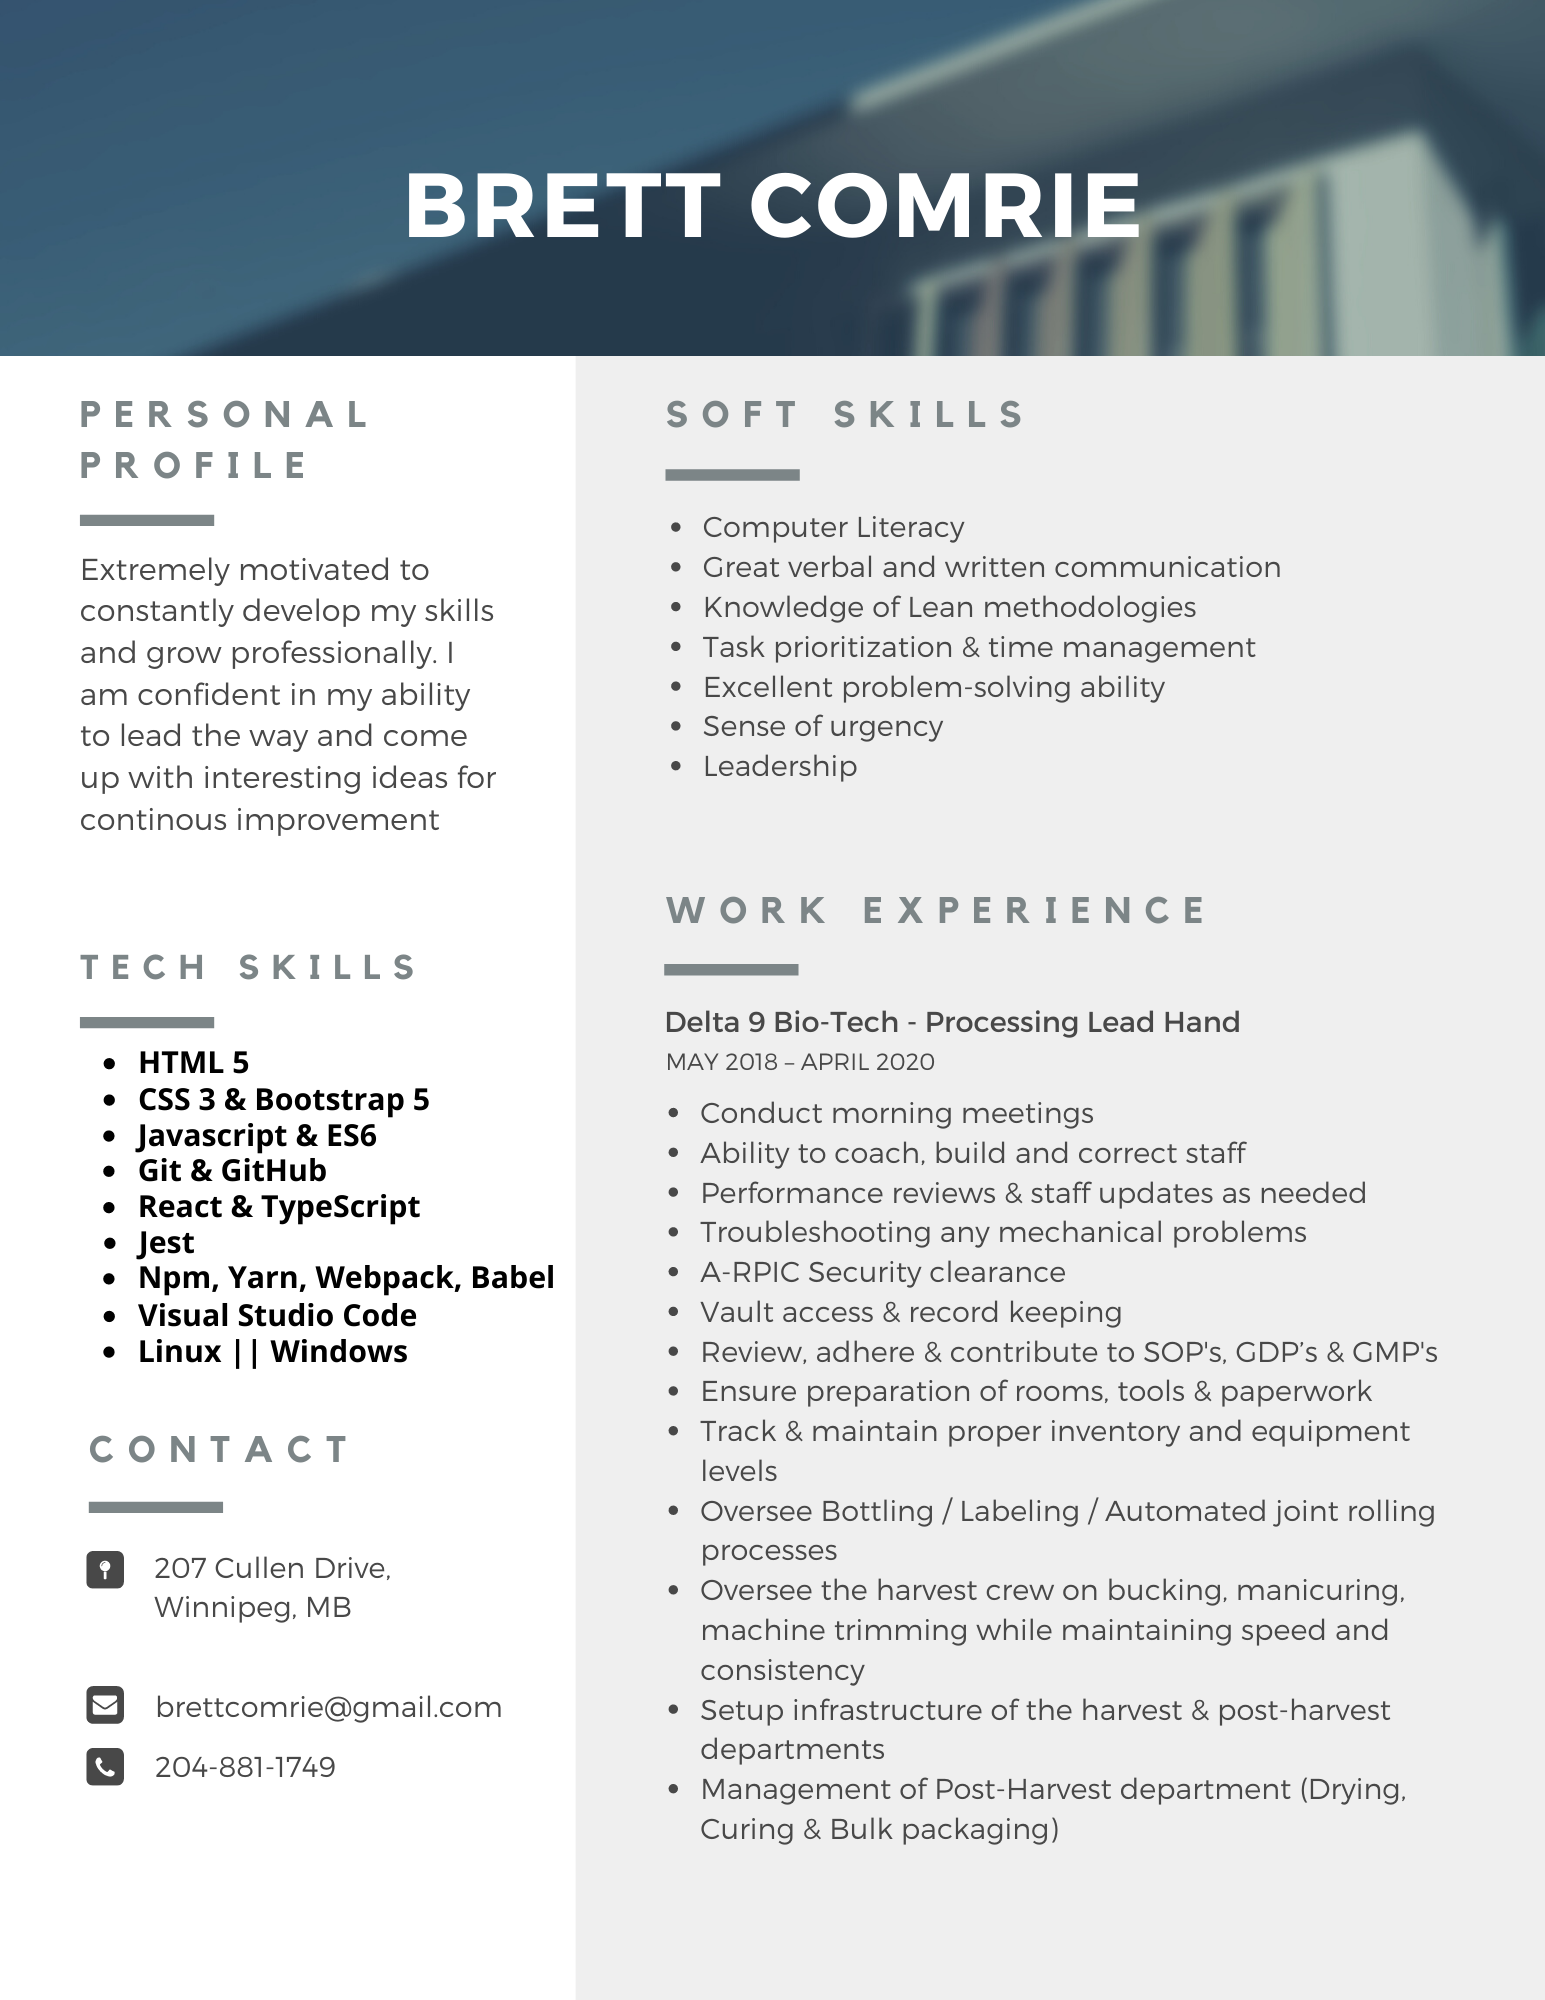 BRETT COMRIE
PERSONAL
PROFILE
Extremely motivated to
constantly develop my skills
and grow professionally. I
am confident in my ability
to lead the way and come
up with interesting ideas for
continous improvement
TECH SKILLS
• HTML 5
• CSS 3 & Bootstrap 5
• Javascript & ES6
• Git & GitHub
• React & TypeScript
• Jest
• Npm, Yarn, Webpack, Babel
• Visual Studio Code
• Linux || Windows
CONTACT
207 Cullen Drive,
Winnipeg, MB
brettcomrie@gmail.com
204-881-1749
SOFT SKILLS
• Computer Literacy
• Great verbal and written communication
• Knowledge of Lean methodologies
• Task prioritization & time management
• Excellent problem-solving ability
• Sense of urgency
• Leadership
WORK EXPERIENCE
Delta 9 Bio-Tech - Processing Lead Hand
MAY 2018 – APRIL 2020
• Conduct morning meetings
• Ability to coach, build and correct staff
• Performance reviews & staff updates as needed
• Troubleshooting any mechanical problems
• A-RPIC Security clearance
• Vault access & record keeping
• Review, adhere & contribute to SOP's, GDP’s & GMP's
• Ensure preparation of rooms, tools & paperwork
• Track & maintain proper inventory and equipment
levels
• Oversee Bottling / Labeling / Automated joint rolling
processes
• Oversee the harvest crew on bucking, manicuring,
machine trimming while maintaining speed and
consistency
• Setup infrastructure of the harvest & post-harvest
departments
• Management of Post-Harvest department (Drying,
Curing & Bulk packaging)